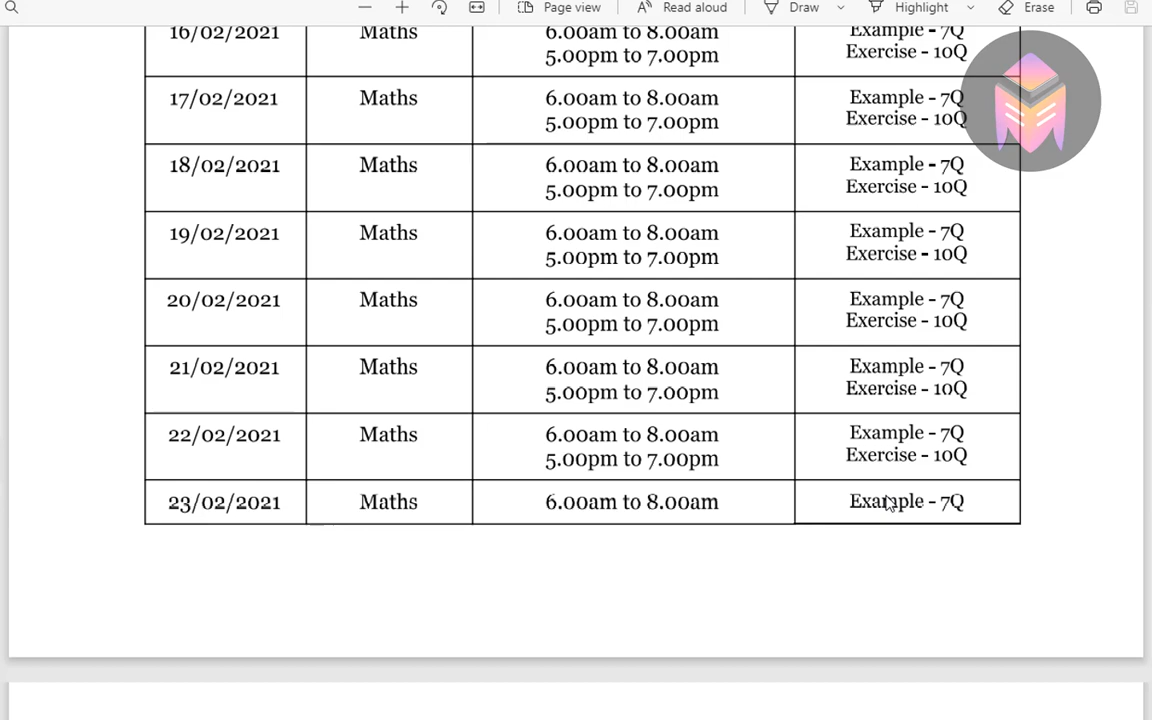 Page view Read aloud Draw Highlight Erase
16/02/2021 Maths 6.00am to 8.00am Example - 7Q
5.00pm to 7.00pm Exercise - 10Q
17/02/2021 Maths 6.00am to 8.00am Example - 7Q
5.00pm to 7.00pm Exercise - 10Q
18/02/2021 Maths 6.00am to 8.00am Example - 7Q
5.00pm to 7.00pm Exercise - 10Q
19/02/2021 Maths 6.00am to 8.00am Example - 7Q
5.00pm to 7.00pm Exercise - 10Q
20/02/2021 Maths 6.00am to 8.00am Example - 7Q
5.00pm to 7.00pm Exercise - 10Q
21/02/2021 Maths 6.00am to 8.00am Example - 7Q
5.00pm to 7.00pm Exercise - 10Q
22/02/2021 Maths 6.00am to 8.00am Example - 7Q
5.00pm to 7.00pm Exercise - 10Q
23/02/2021 Maths 6.00am to 8.00am Example - 7Q